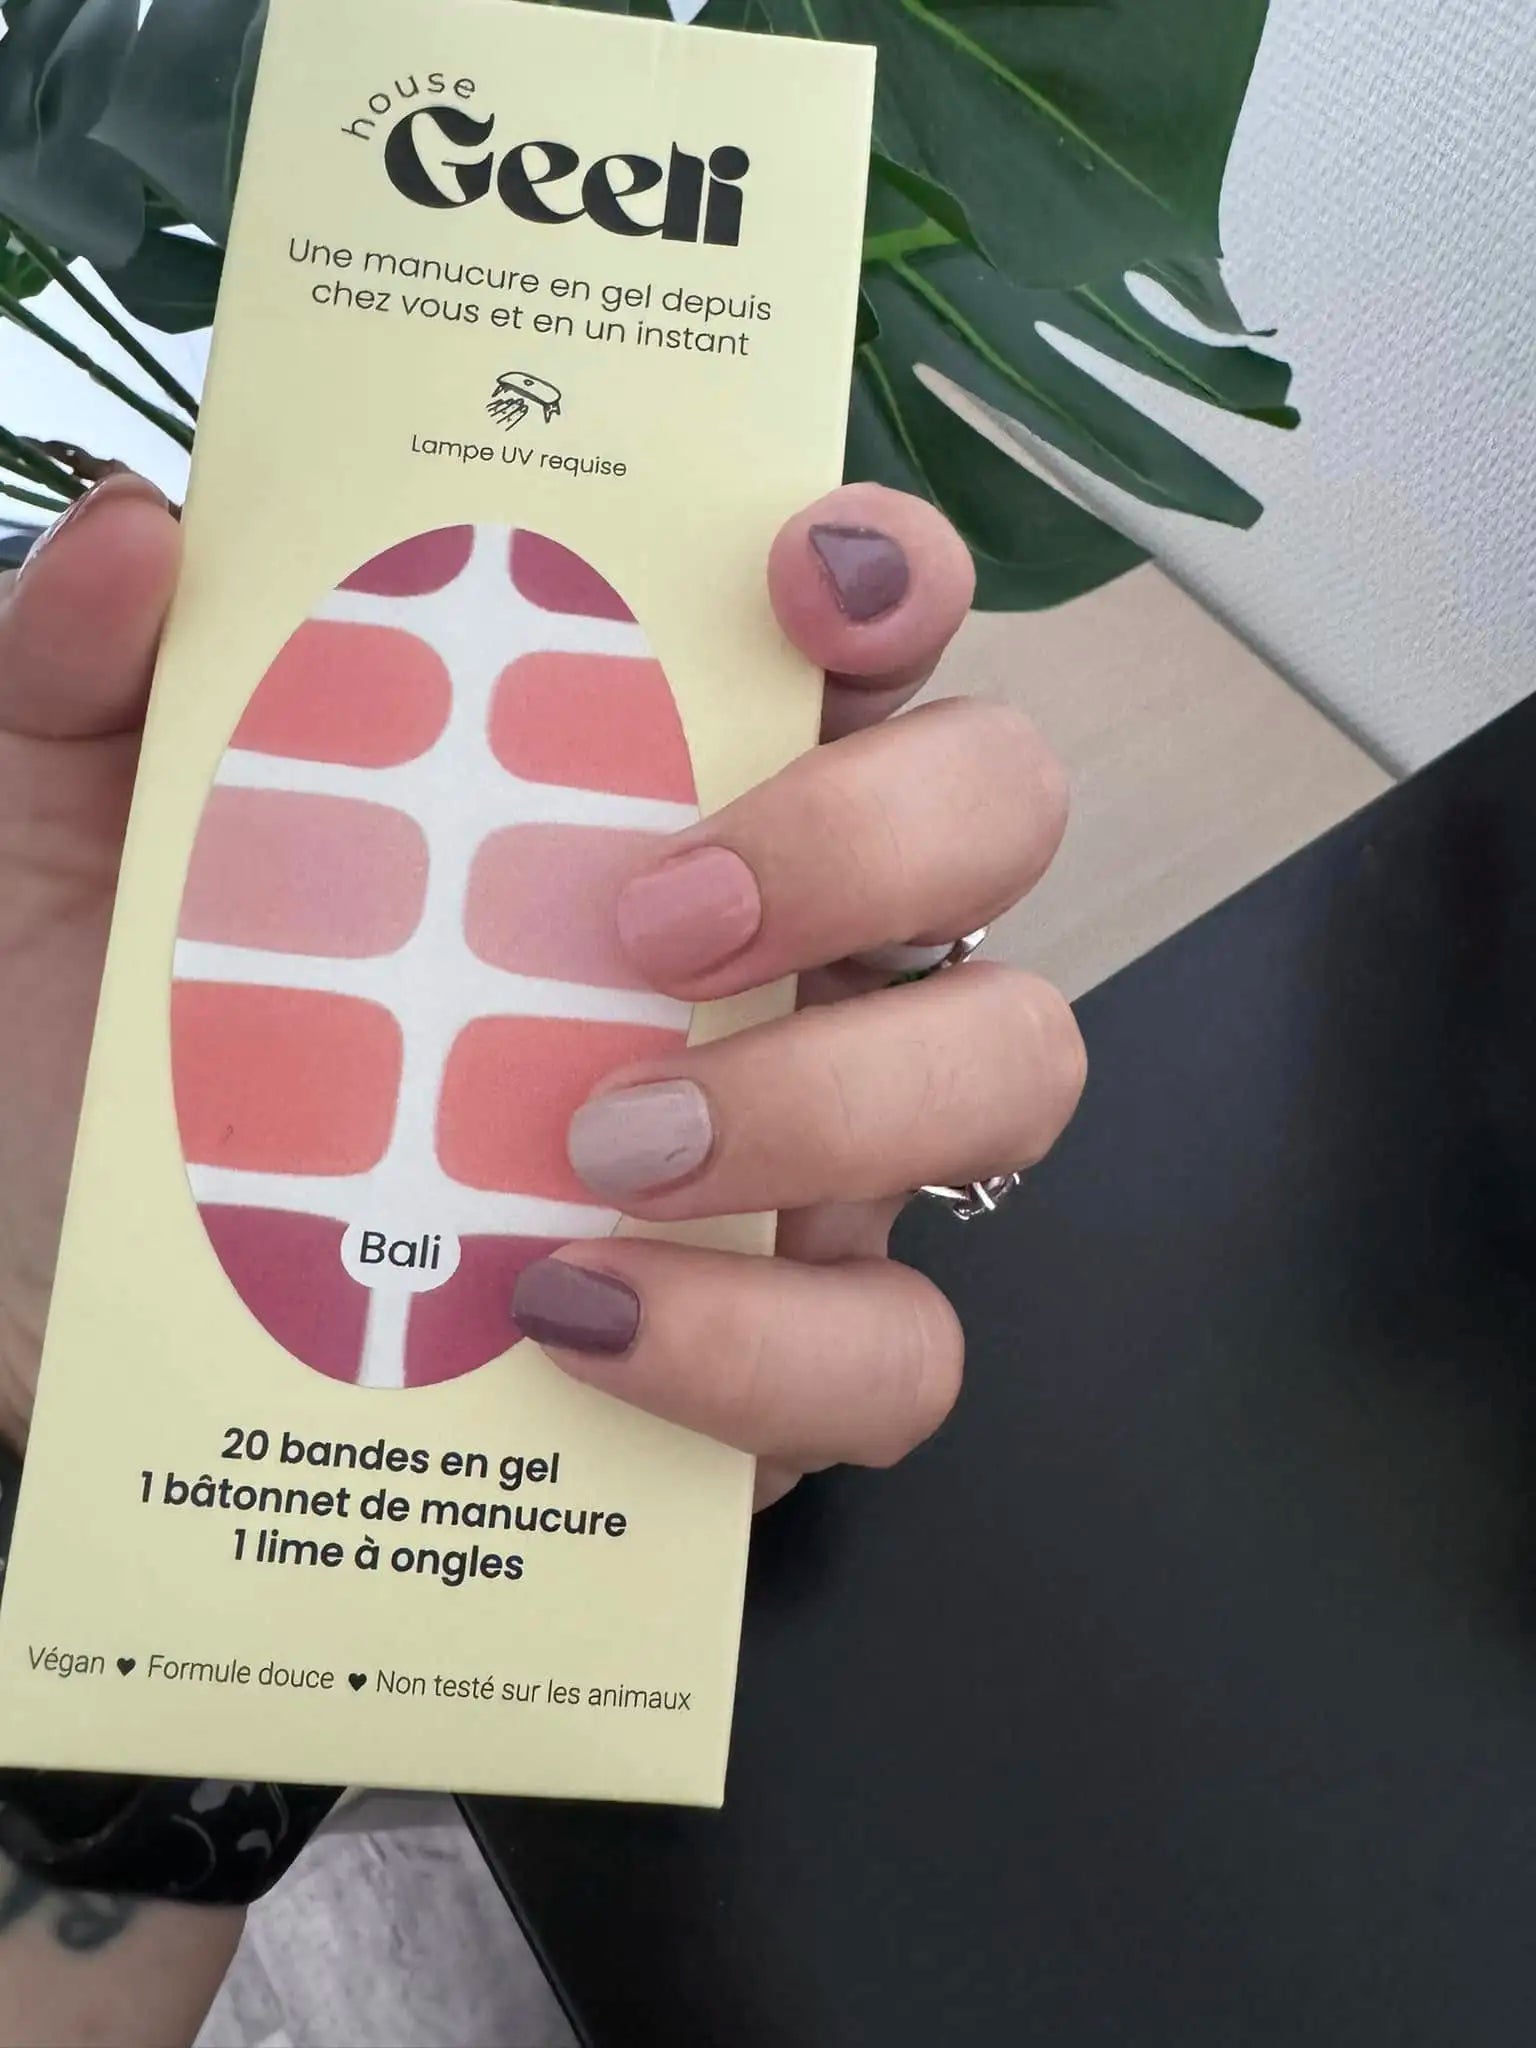 house
Geeli
Une manucure en gel depuis
chez vous et en un instant
Lampe UV requise
Bali
20 bandes en gel
1 bâtonnet de manucure
1 lime à ongles
Végan ♥ Formule douce ♥ Non testé sur les animaux